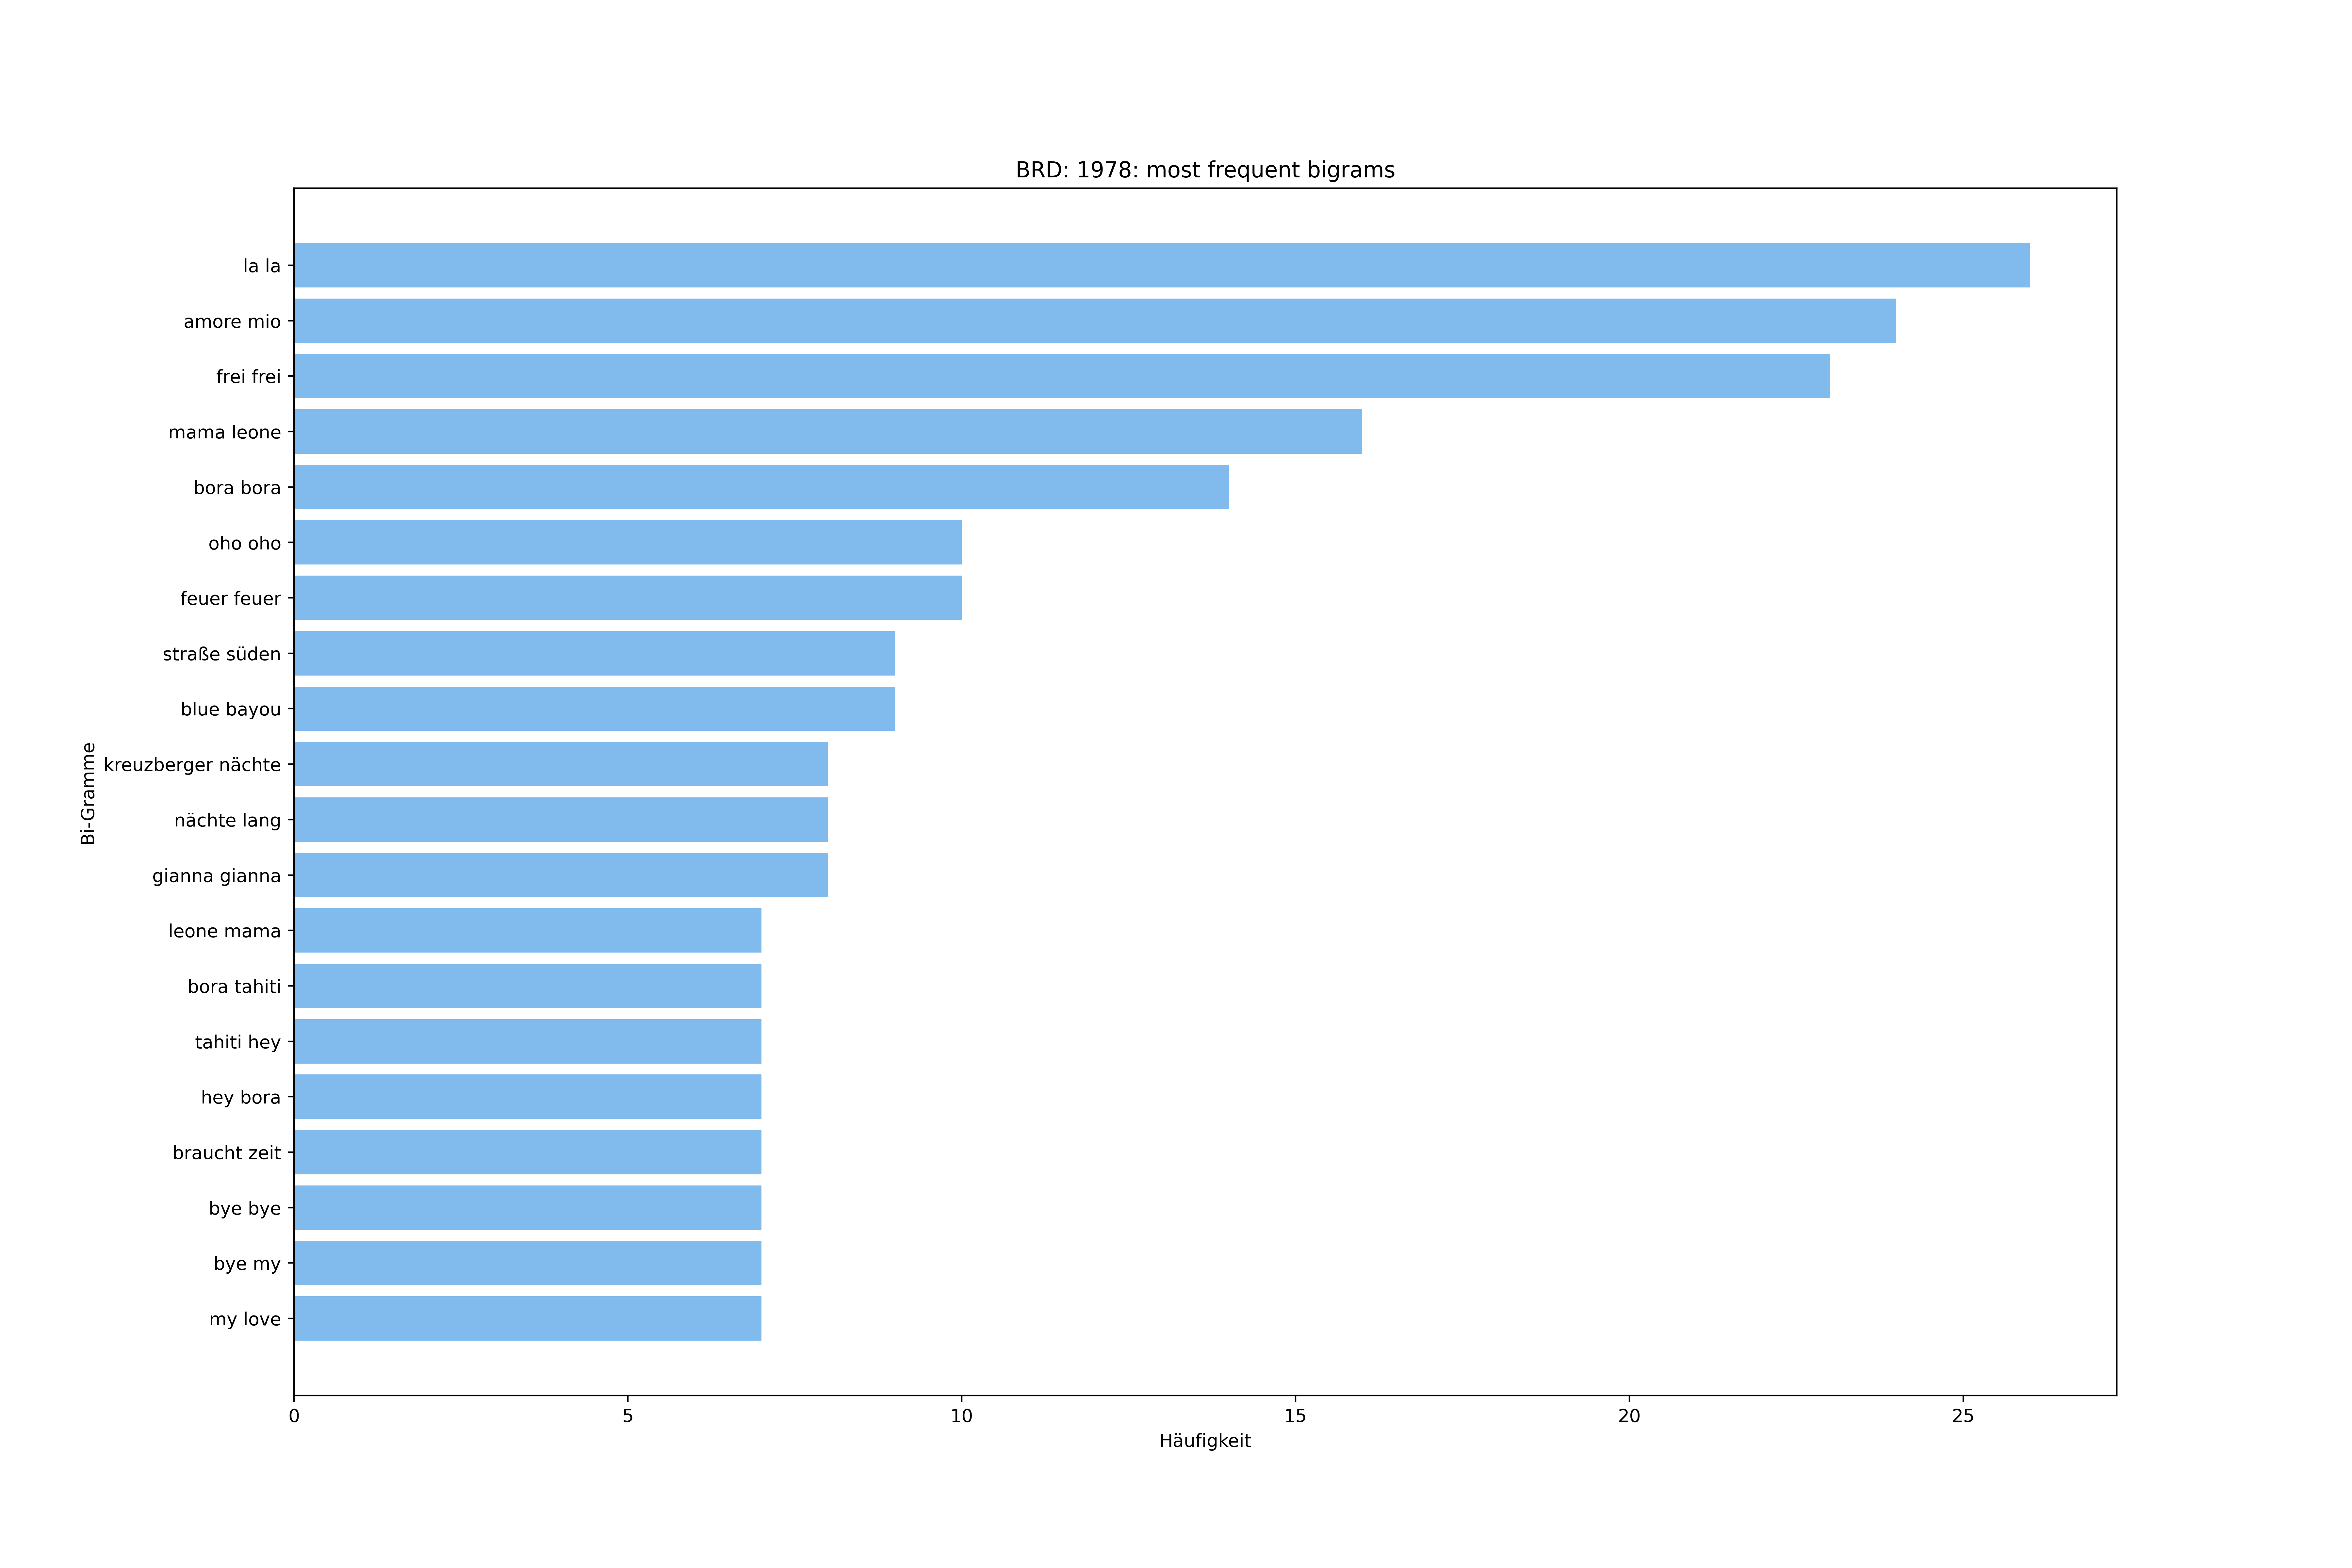 BRD: 1978: most frequent bigrams
la la
amore mio
frei frei
mama leone
bora bora
oho oho
feuer feuer
straße süden
blue bayou
kreuzberger nächte
nächte lang
gianna gianna
leone mama
bora tahiti
tahiti hey
hey bora
braucht zeit
bye bye
bye my
my love
Bi-Gramme
0 5 10 15 20 25
Häufigkeit